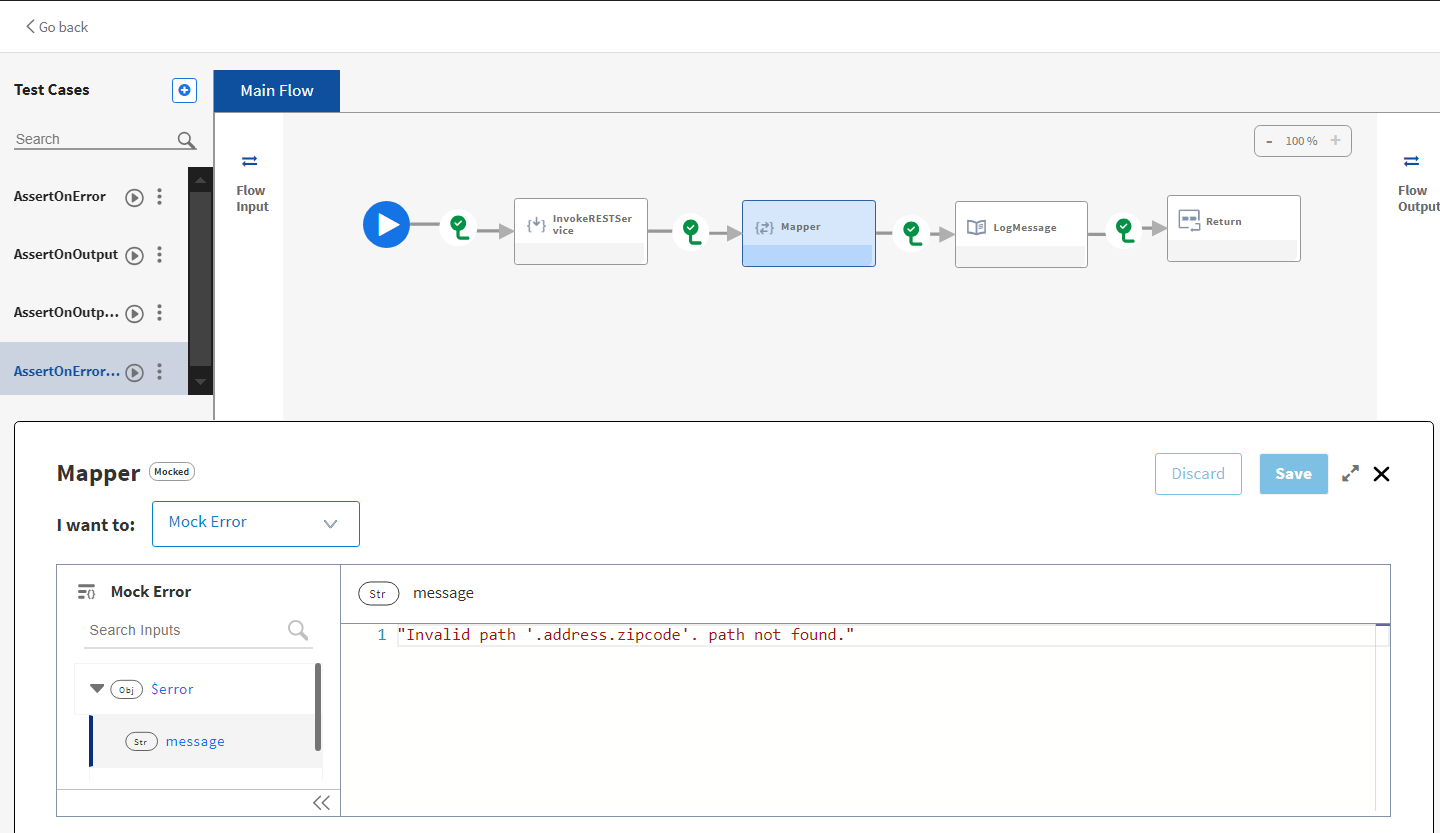 Go back
Test Cases
Search
AssertOnError
AssertOnOutput
AssertOnOutp...
AssertOnError...
Main Flow
- 100 % +
Flow
Input
InvokeRESTSer
vice
Mapper
LogMessage
Return
Flow
Output
Mapper Mocked
Discard Save
I want to: Mock Error
Mock Error
Search Inputs
Obj $error
Str message
Str message
1 "Invalid path '.address.zipcode'. path not found."